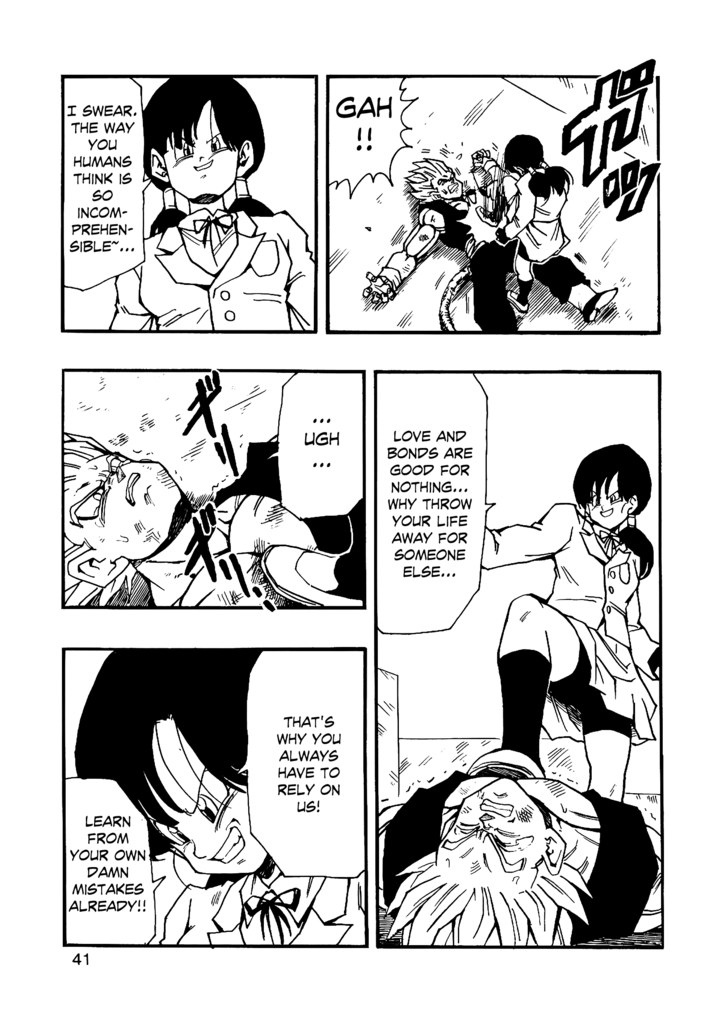 GAH
!!
I SWEAR.
THE WAY
YOU
HUMANS
THINK IS
SO
INCOM-
PREHEN-
SIBLE~...
LOVE AND
BONDS ARE
GOOD FOR
NOTHING...
WHY THROW
YOUR LIFE
AWAY FOR
SOMEONE
ELSE...
...
UGH
...
THAT'S
WHY YOU
ALWAYS
HAVE TO
RELY ON
US!
LEARN
FROM
YOUR OWN
DAMN
MISTAKES
ALREADY!!
41